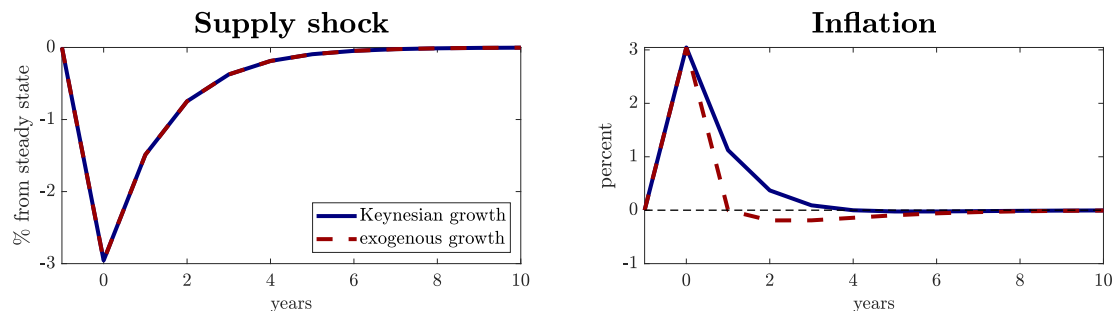 Supply shock
% from steady state
0
-1
-2
-3
Keynesian growth
exogenous growth
0 2 4 6 8 10
years
Inflation
percent
3
2
1
0
-1
0 2 4 6 8 10
years